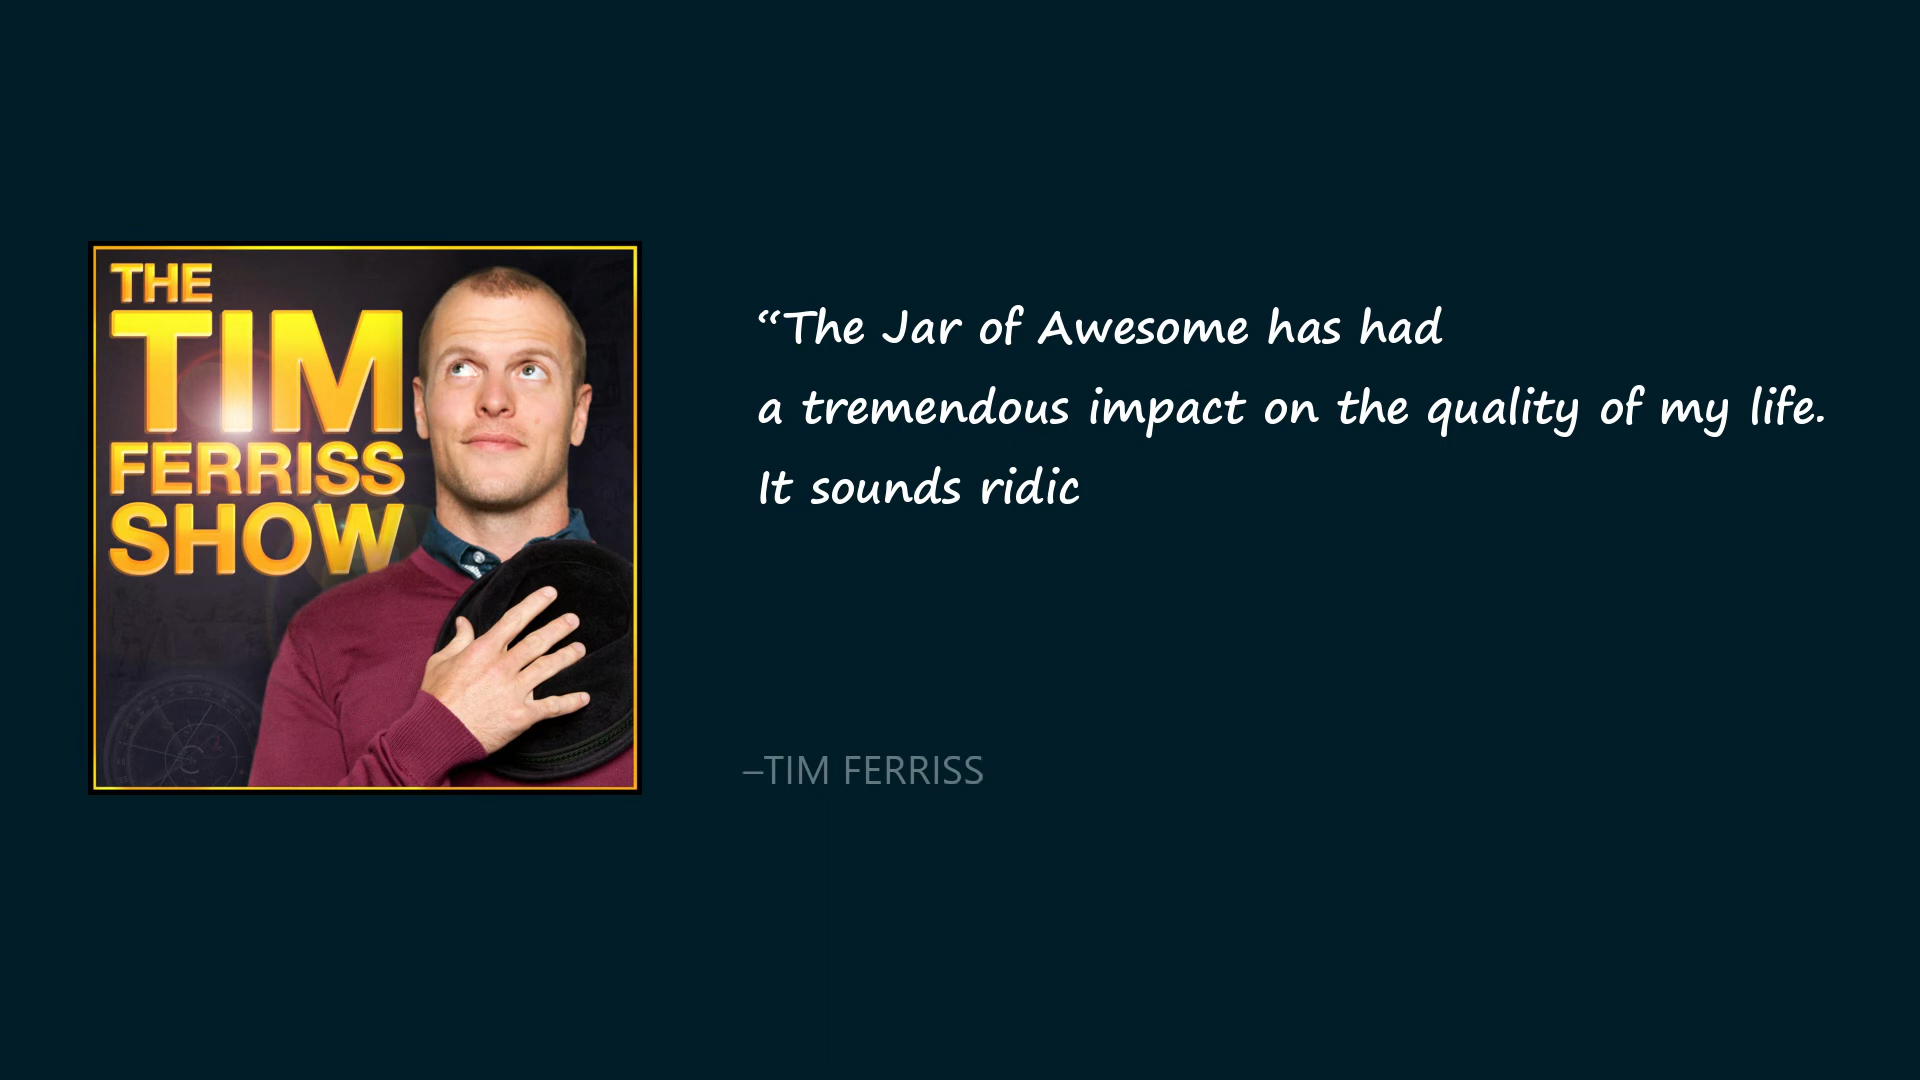 THE
TIM
FERRISS
SHOW
“The Jar of Awesome has had
a tremendous impact on the quality of my life.
It sounds ridic
–TIM FERRISS